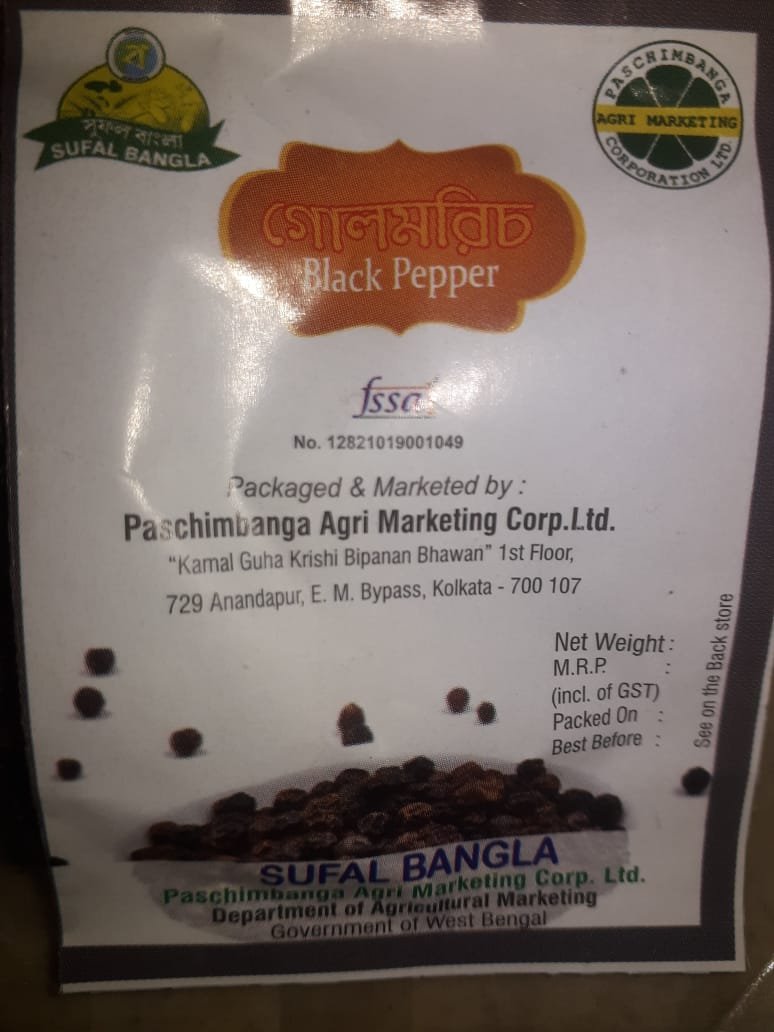 সুফল বাংলা
SUFAL BANGLA
PASCHIMBANGA
AGRI MARKETING
CORPORATION LTD.
গোলমরিচ
Black Pepper
fssai
No. 12821019001049
Packaged & Marketed by :
Paschimbanga Agri Marketing Corp.Ltd.
"Kamal Guha Krishi Bipanan Bhawan" 1st Floor,
729 Anandapur, E. M. Bypass, Kolkata - 700 107
Net Weight :
M.R.P. :
(incl. of GST)
Packed On :
Best Before :
See on the Back store
SUFAL BANGLA
Paschimbanga Agri Marketing Corp. Ltd.
Department of Agricultural Marketing
Government of West Bengal